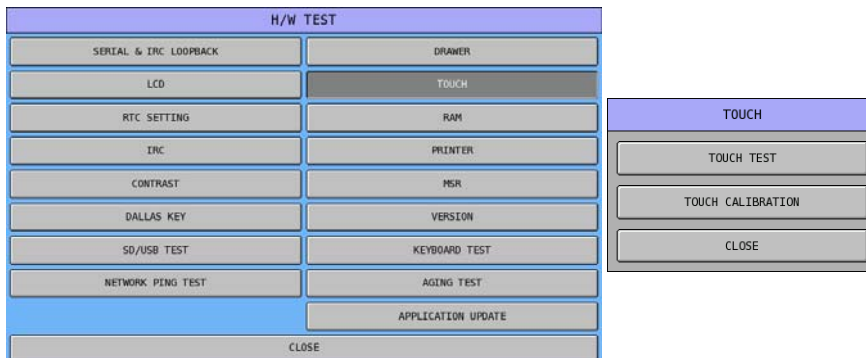 H/W TEST
SERIAL & IRC LOOPBACK
DRAWER
LCD
TOUCH
RTC SETTING
RAM
IRC
PRINTER
CONTRAST
MSR
DALLAS KEY
VERSION
SD/USB TEST
KEYBOARD TEST
NETWORK PING TEST
AGING TEST
APPLICATION UPDATE
CLOSE
TOUCH
TOUCH TEST
TOUCH CALIBRATION
CLOSE